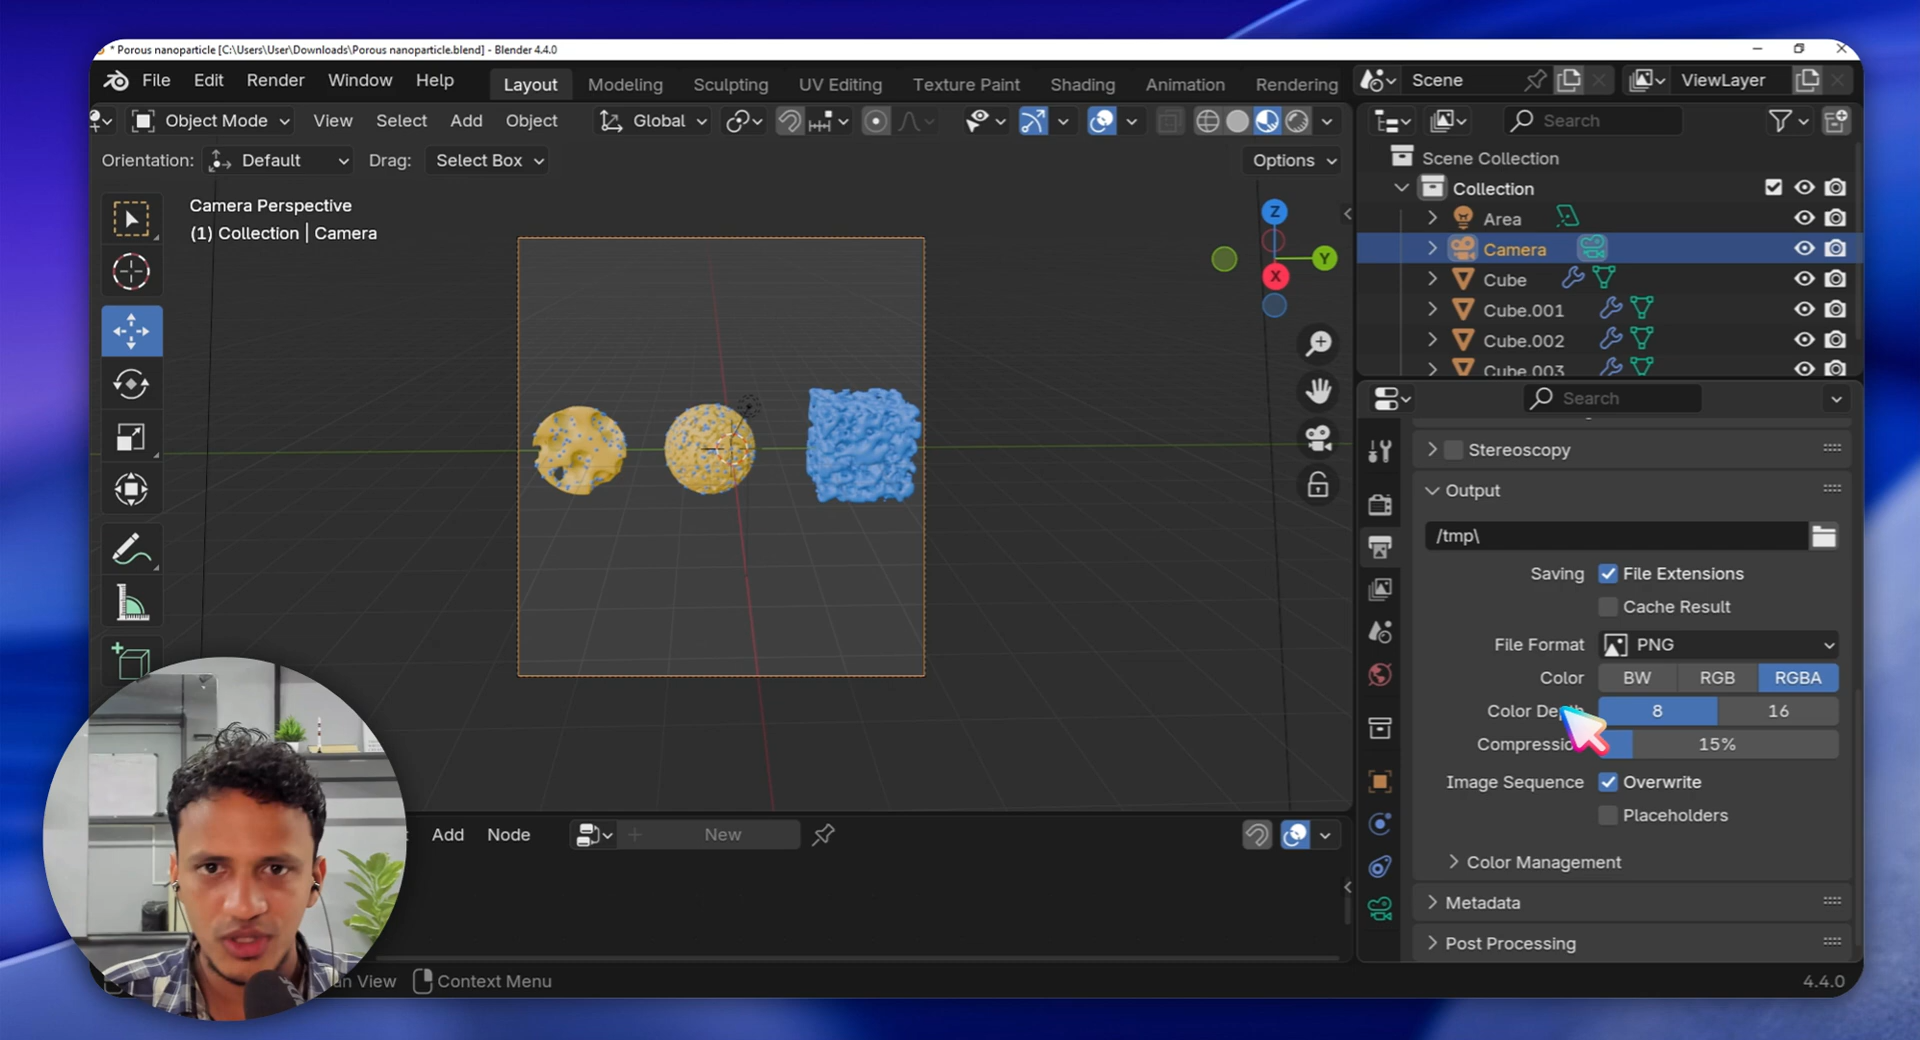 * Porous nanoparticle [C:\Users\User\Downloads\Porous nanoparticle.blend] - Blender 4.4.0
File Edit Render Window Help
Layout Modeling Sculpting UV Editing Texture Paint Shading Animation Rendering
Scene
ViewLayer
Object Mode View Select Add Object
Global
Search
Orientation: Default Drag: Select Box
Options
Camera Perspective
(1) Collection | Camera
Z
Y
X
Scene Collection
Collection
Area
Camera
Cube
Cube.001
Cube.002
Cube.003
Search
Stereoscopy
Output
/tmp\
Saving File Extensions
Cache Result
File Format PNG
Color BW RGB RGBA
Color 8 16
15%
Image Sequence Overwrite
Placeholders
Color Management
Metadata
Post Processing
Add Node
New
View
Context Menu
4.4.0